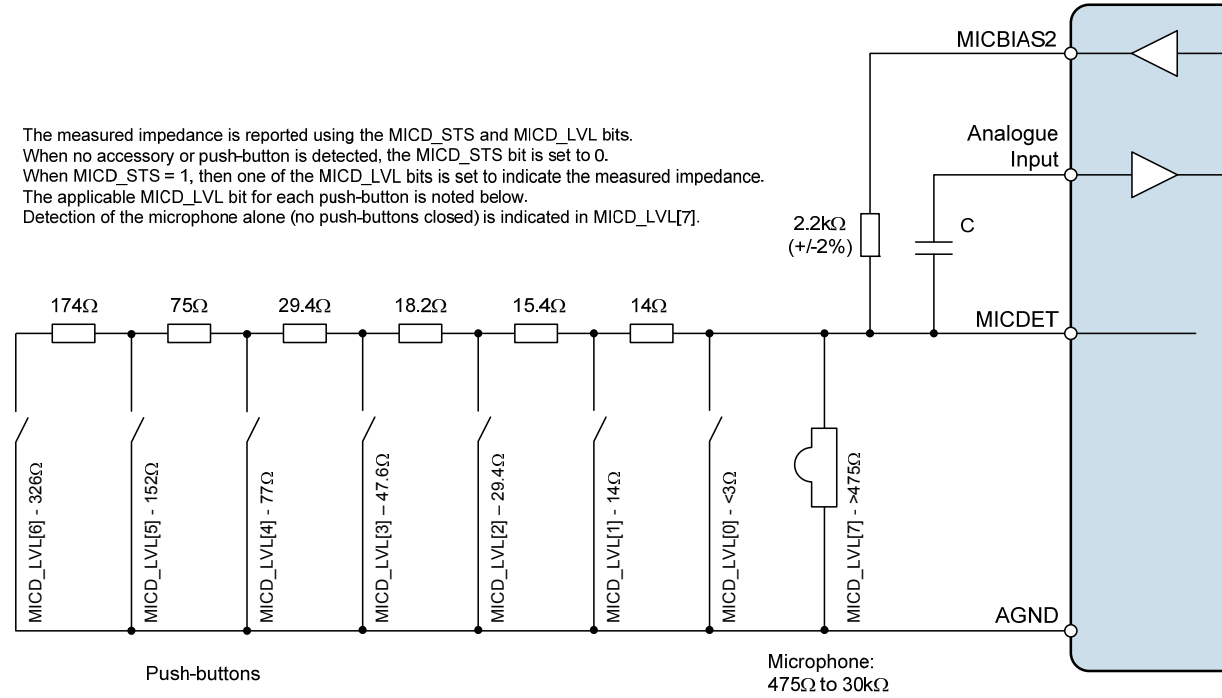 MICBIAS2
The measured impedance is reported using the MICD_STS and MICD_LVL bits.
When no accessory or push-button is detected, the MICD_STS bit is set to 0.
When MICD_STS = 1, then one of the MICD_LVL bits is set to indicate the measured impedance.
The applicable MICD_LVL bit for each push-button is noted below.
Detection of the microphone alone (no push-buttons closed) is indicated in MICD_LVL[7].
Analogue
Input
2.2kΩ
(+/-2%)
C
174Ω
75Ω
29.4Ω
18.2Ω
15.4Ω
14Ω
MICDET
MICD_LVL[6] - 326Ω
MICD_LVL[5] - 152Ω
MICD_LVL[4] - 77Ω
MICD_LVL[3] – 47.6Ω
MICD_LVL[2] – 29.4Ω
MICD_LVL[1] - 14Ω
MICD_LVL[0] - <3Ω
MICD_LVL[7] - >475Ω
AGND
Push-buttons
Microphone:
475Ω to 30kΩ